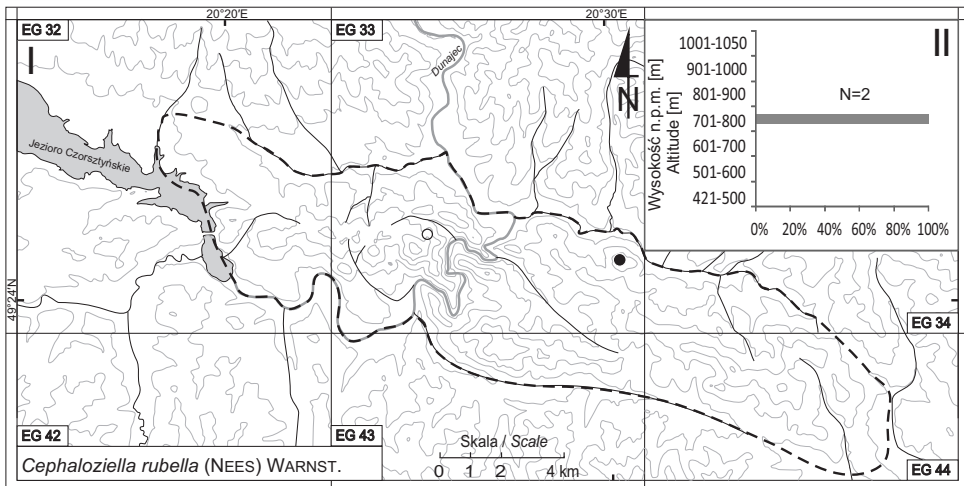 20°20'E
20°30'E
EG 32
EG 33
I
II
Dunajec
N
Jezioro Czorsztyńskie
Wysokość n.p.m. [m]
Altitude [m]
1001-1050
901-1000
801-900
701-800
601-700
501-600
421-500
N=2
0% 20% 40% 60% 80% 100%
49°24'N
EG 34
EG 42
EG 43
EG 44
Skala / Scale
0 1 2 4 km
Cephaloziella rubella (NEES) WARNST.